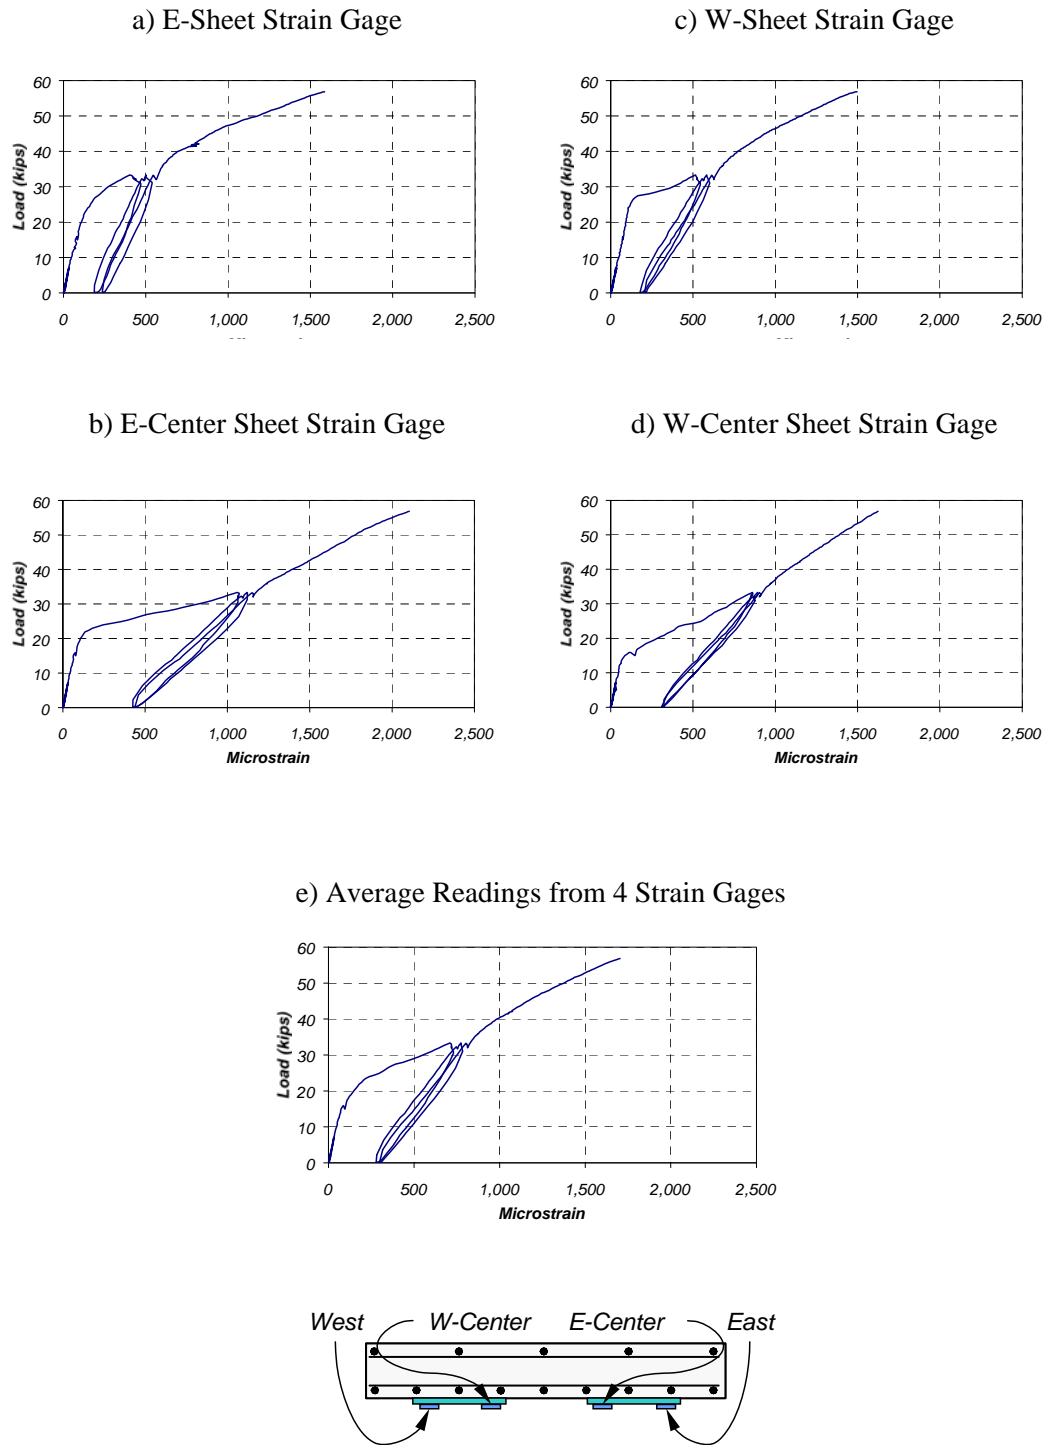 a) E-Sheet Strain Gage
60
50
40
30
20
10
0
Load (kips)
0 500 1,000 1,500 2,000 2,500
c) W-Sheet Strain Gage
60
50
40
30
20
10
0
Load (kips)
0 500 1,000 1,500 2,000 2,500
b) E-Center Sheet Strain Gage
60
50
40
30
20
10
0
Load (kips)
0 500 1,000 1,500 2,000 2,500
Microstrain
d) W-Center Sheet Strain Gage
60
50
40
30
20
10
0
Load (kips)
0 500 1,000 1,500 2,000 2,500
Microstrain
e) Average Readings from 4 Strain Gages
60
50
40
30
20
10
0
Load (kips)
0 500 1,000 1,500 2,000 2,500
Microstrain
West W-Center E-Center East